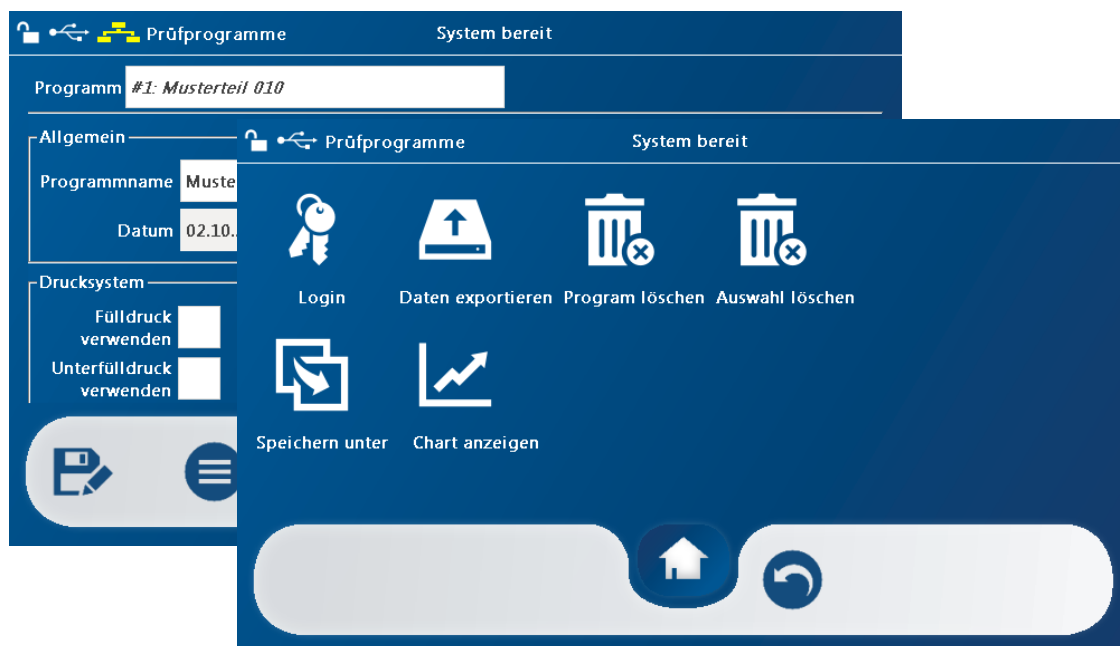 Prüfprogramme
System bereit
Programm #1: Musterteil 010
Allgemein
Programmname Muste
Datum 02.10.
Drucksystem
Fülldruck
verwenden
Unterfülldruck
verwenden
Prüfprogramme
System bereit
Login
Daten exportieren
Program löschen
Auswahl löschen
Speichern unter
Chart anzeigen